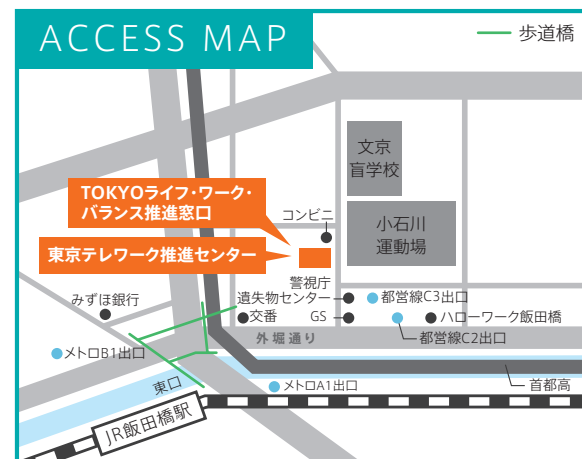 ACCESS MAP
歩道橋
文京
盲学校
TOKYOライフ・ワーク・
バランス推進窓口
コンビニ
小石川
運動場
東京テレワーク推進センター
警視庁
遺失物センター
都営線C3出口
みずほ銀行
交番
GS
ハローワーク飯田橋
外堀通り
都営線C2出口
メトロB1出口
東口
メトロA1出口
首都高
JR飯田橋駅